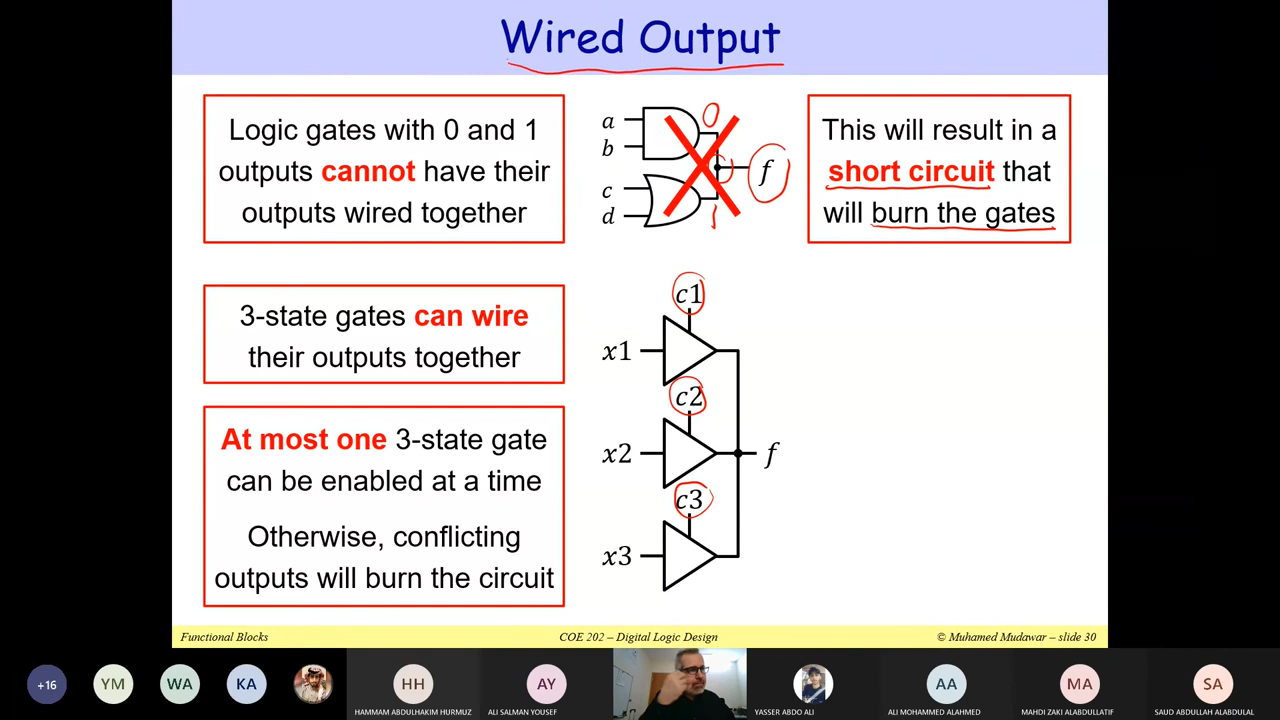 Wired Output
Logic gates with 0 and 1
outputs cannot have their
outputs wired together
a
b
c
d
0
1
f
This will result in a
short circuit that
will burn the gates
3-state gates can wire
their outputs together
At most one 3-state gate
can be enabled at a time
Otherwise, conflicting
outputs will burn the circuit
c1
x1
c2
x2
f
c3
x3
Functional Blocks
COE 202 – Digital Logic Design
© Muhamed Mudawar – slide 30
+16
YM
WA
KA
HH
HAMMAM ABDULHAKIM HURMUZ
AY
ALI SALMAN YOUSEF
YASSER ABDO ALI
AA
ALI MOHAMMED ALAHMED
MA
MAHDI ZAKI ALABDULLATIF
SA
SAUD ABDULLAH ALABDULAL